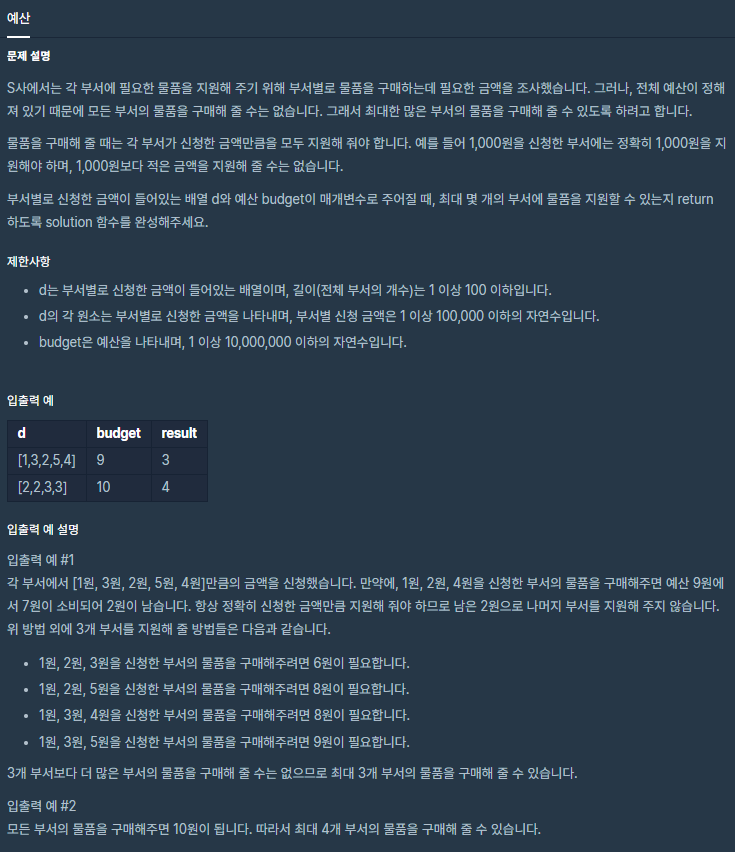 예산
문제 설명
S사에서는 각 부서에 필요한 물품을 지원해 주기 위해 부서별로 물품을 구매하는데 필요한 금액을 조사했습니다. 그러나, 전체 예산이 정해
져 있기 때문에 모든 부서의 물품을 구매해 줄 수는 없습니다. 그래서 최대한 많은 부서의 물품을 구매해 줄 수 있도록 하려고 합니다.
물품을 구매해 줄 때는 각 부서가 신청한 금액만큼을 모두 지원해 줘야 합니다. 예를 들어 1,000원을 신청한 부서에는 정확히 1,000원을 지
원해야 하며, 1,000원보다 적은 금액을 지원해 줄 수는 없습니다.
부서별로 신청한 금액이 들어있는 배열 d와 예산 budget이 매개변수로 주어질 때, 최대 몇 개의 부서에 물품을 지원할 수 있는지 return
하도록 solution 함수를 완성해주세요.
제한사항
• d는 부서별로 신청한 금액이 들어있는 배열이며, 길이(전체 부서의 개수)는 1 이상 100 이하입니다.
• d의 각 원소는 부서별로 신청한 금액을 나타내며, 부서별 신청 금액은 1 이상 100,000 이하의 자연수입니다.
• budget은 예산을 나타내며, 1 이상 10,000,000 이하의 자연수입니다.
입출력 예
d budget result
[1,3,2,5,4] 9 3
[2,2,3,3] 10 4
입출력 예 설명
입출력 예 #1
각 부서에서 [1원, 3원, 2원, 5원, 4원]만큼의 금액을 신청했습니다. 만약에, 1원, 2원, 4원을 신청한 부서의 물품을 구매해주면 예산 9원에
서 7원이 소비되어 2원이 남습니다. 항상 정확히 신청한 금액만큼 지원해 줘야 하므로 남은 2원으로 나머지 부서를 지원해 주지 않습니다.
위 방법 외에 3개 부서를 지원해 줄 방법들은 다음과 같습니다.
• 1원, 2원, 3원을 신청한 부서의 물품을 구매해주려면 6원이 필요합니다.
• 1원, 2원, 5원을 신청한 부서의 물품을 구매해주려면 8원이 필요합니다.
• 1원, 3원, 4원을 신청한 부서의 물품을 구매해주려면 8원이 필요합니다.
• 1원, 3원, 5원을 신청한 부서의 물품을 구매해주려면 9원이 필요합니다.
3개 부서보다 더 많은 부서의 물품을 구매해 줄 수는 없으므로 최대 3개 부서의 물품을 구매해 줄 수 있습니다.
입출력 예 #2
모든 부서의 물품을 구매해주면 10원이 됩니다. 따라서 최대 4개 부서의 물품을 구매해 줄 수 있습니다.